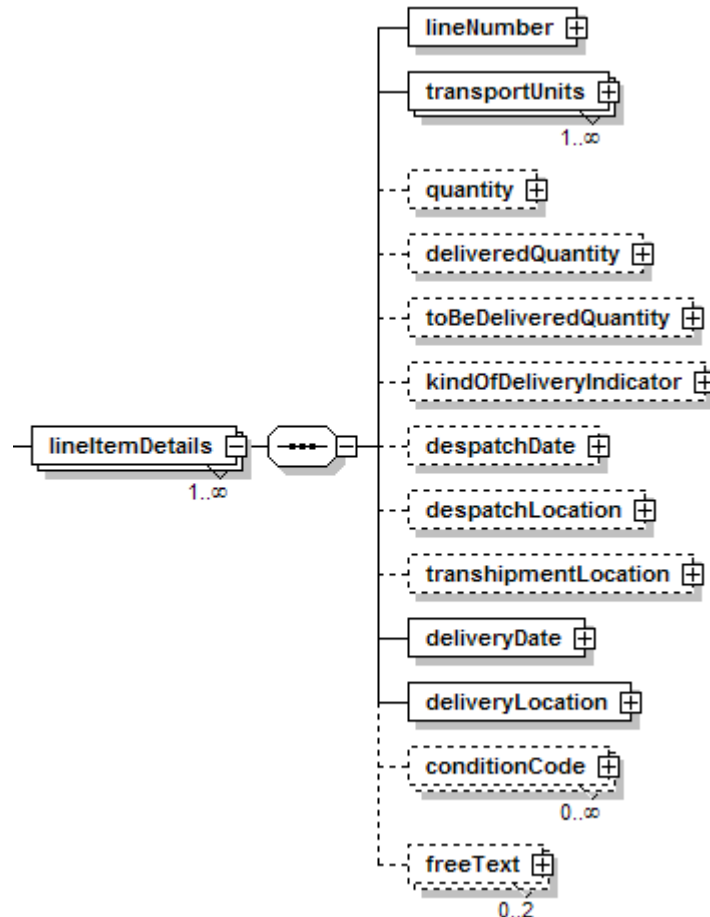 lineNumber
transportUnits
1..∞
quantity
deliveredQuantity
toBeDeliveredQuantity
kindOfDeliveryIndicator
lineItemDetails
1..∞
despatchDate
despatchLocation
transhipmentLocation
deliveryDate
deliveryLocation
conditionCode
0..∞
freeText
0..2